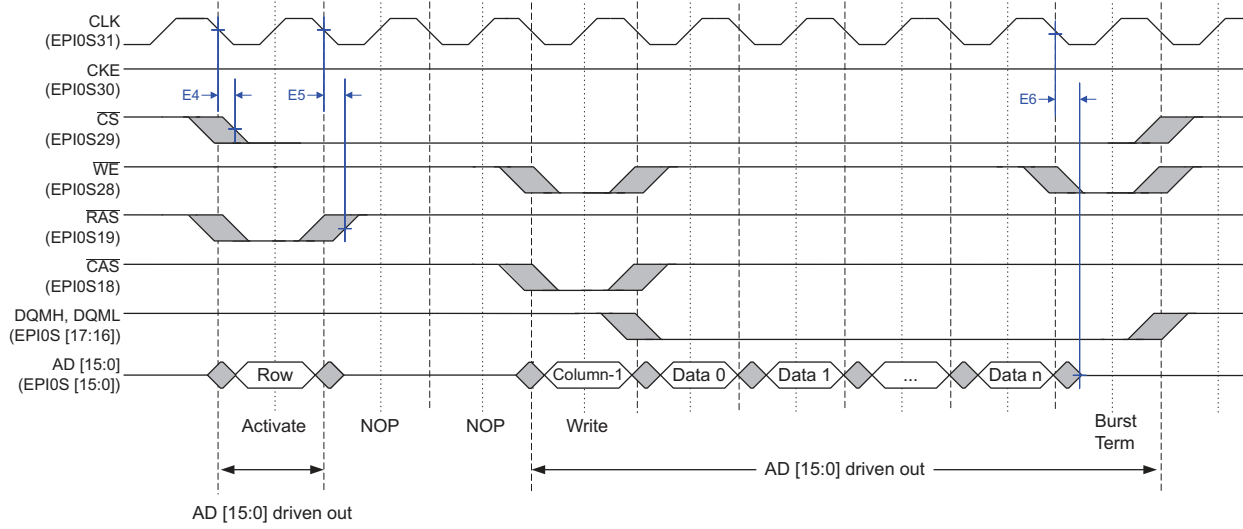 CLK
(EPI0S31)
CKE
(EPI0S30)
E4
E5
E6
CS
(EPI0S29)
WE
(EPI0S28)
RAS
(EPI0S19)
CAS
(EPI0S18)
DQMH, DQML
(EPI0S [17:16])
AD [15:0]
(EPI0S [15:0])
Row
Column-1
Data 0
Data 1
...
Data n
Activate
NOP
NOP
Write
Burst
Term
AD [15:0] driven out
AD [15:0] driven out